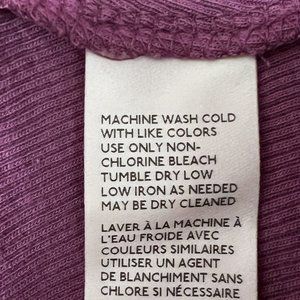 MACHINE WASH COLD
WITH LIKE COLORS
USE ONLY NON-
CHLORINE BLEACH
TUMBLE DRY LOW
LOW IRON AS NEEDED
MAY BE DRY CLEANED
LAVER À LA MACHINE À
L'EAU FROIDE AVEC
COULEURS SIMILAIRES
UTILISER UN AGENT
DE BLANCHIMENT SANS
CHLORE SI NÉCESSAIRE